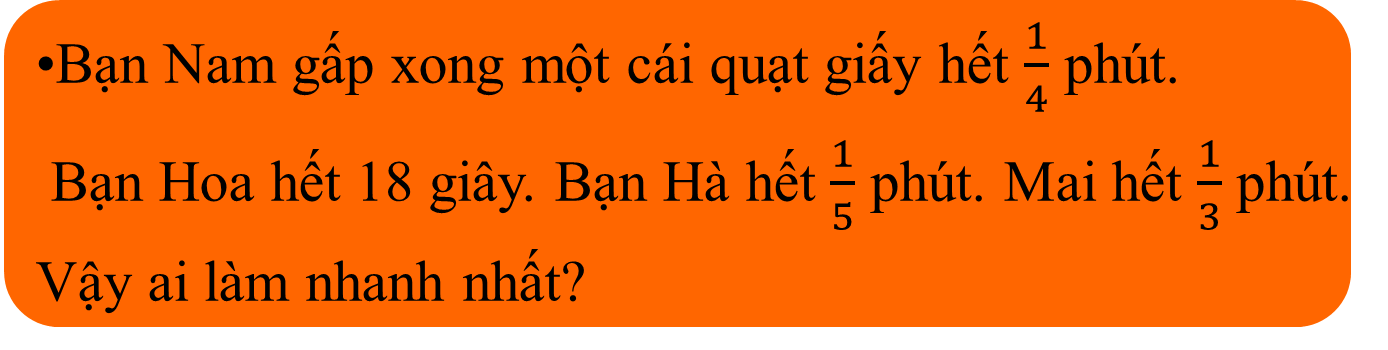 •Bạn Nam gấp xong một cái quạt giấy hết 1/4 phút.
Bạn Hoa hết 18 giây. Bạn Hà hết 1/5 phút. Mai hết 1/3 phút.
Vậy ai làm nhanh nhất?